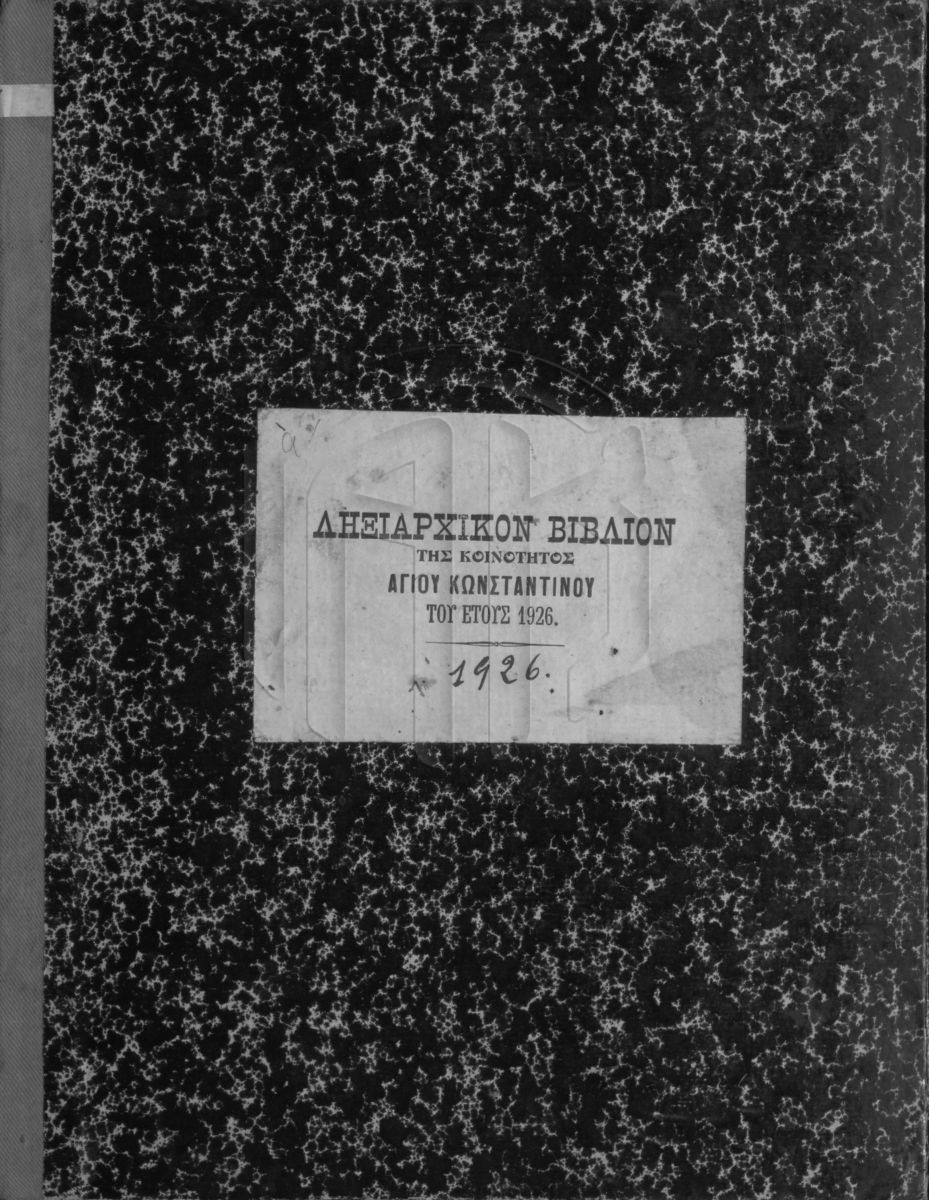 α'
ΛΗΞΙΑΡΧΙΚΟΝ ΒΙΒΛΙΟΝ
ΤΗΣ ΚΟΙΝΟΤΗΤΟΣ
ΑΓΙΟΥ ΚΩΝΣΤΑΝΤΙΝΟΥ
ΤΟΥ ΕΤΟΥΣ 1926.
1926.